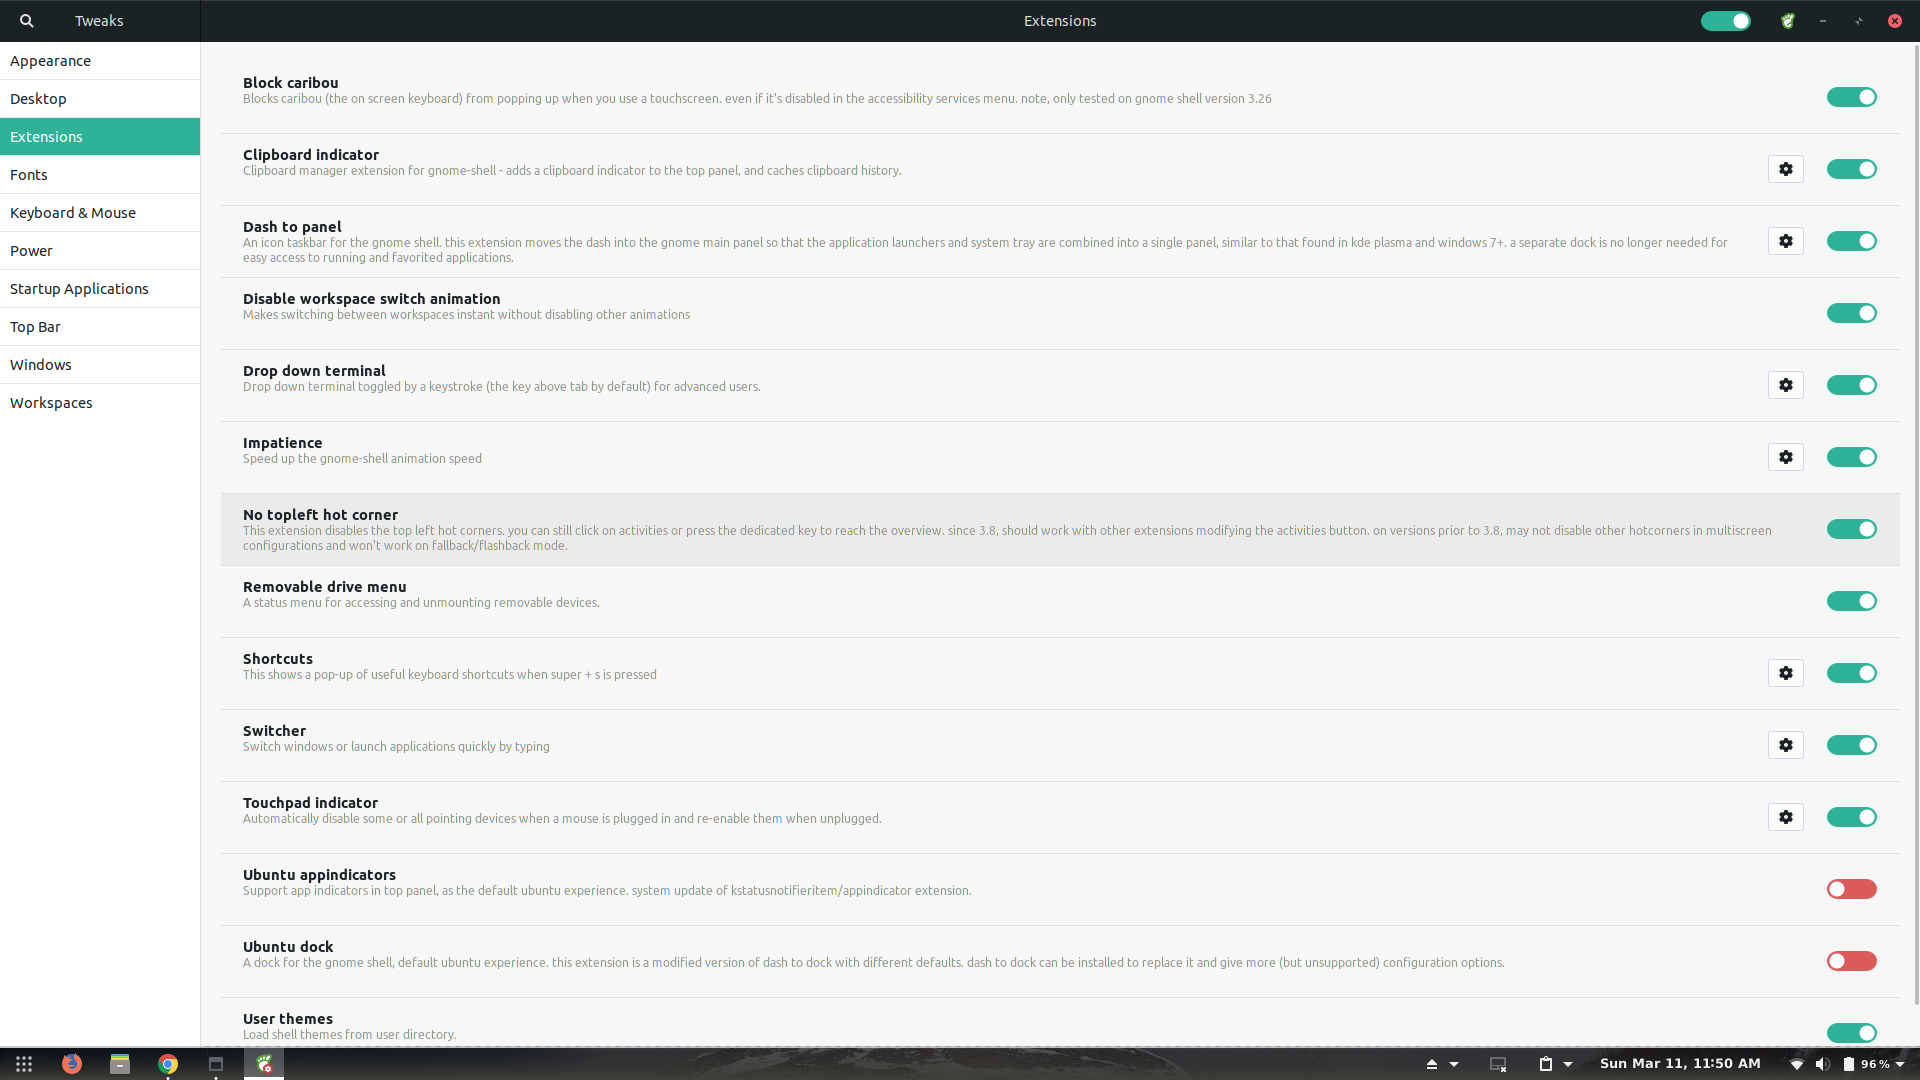 Tweaks
Extensions
Appearance
Desktop
Extensions
Fonts
Keyboard & Mouse
Power
Startup Applications
Top Bar
Windows
Workspaces
Block caribou
Blocks caribou (the on screen keyboard) from popping up when you use a touchscreen. even if it's disabled in the accessibility services menu. note, only tested on gnome shell version 3.26
Clipboard indicator
Clipboard manager extension for gnome-shell - adds a clipboard indicator to the top panel, and caches clipboard history.
Dash to panel
An icon taskbar for the gnome shell. this extension moves the dash into the gnome main panel so that the application launchers and system tray are combined into a single panel, similar to that found in kde plasma and windows 7+. a separate dock is no longer needed for
easy access to running and favorited applications.
Disable workspace switch animation
Makes switching between workspaces instant without disabling other animations
Drop down terminal
Drop down terminal toggled by a keystroke (the key above tab by default) for advanced users.
Impatience
Speed up the gnome-shell animation speed
No topleft hot corner
This extension disables the top left hot corners. you can still click on activities or press the dedicated key to reach the overview. since 3.8, should work with other extensions modifying the activities button. on versions prior to 3.8, may not disable other hotcorners in multiscreen
configurations and won't work on fallback/flashback mode.
Removable drive menu
A status menu for accessing and unmounting removable devices.
Shortcuts
This shows a pop-up of useful keyboard shortcuts when super + s is pressed
Switcher
Switch windows or launch applications quickly by typing
Touchpad indicator
Automatically disable some or all pointing devices when a mouse is plugged in and re-enable them when unplugged.
Ubuntu appindicators
Support app indicators in top panel, as the default ubuntu experience. system update of kstatusnotifieritem/appindicator extension.
Ubuntu dock
A dock for the gnome shell, default ubuntu experience. this extension is a modified version of dash to dock with different defaults. dash to dock can be installed to replace it and give more (but unsupported) configuration options.
User themes
Load shell themes from user directory.
Sun Mar 11, 11:50 AM
96 %